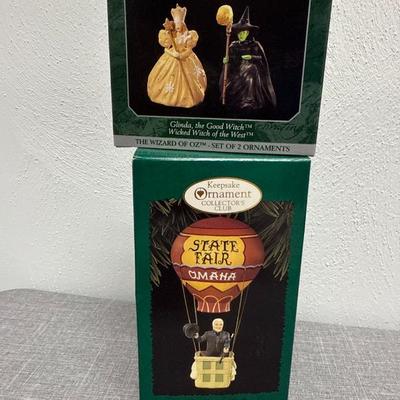 Glinda, the Good Witch™
Wicked Witch of the West™
THE WIZARD OF OZ™ - SET OF 2 ORNAMENTS
Keepsake
Ornament
COLLECTOR'S
CLUB
STATE
FAIR
OMAHA